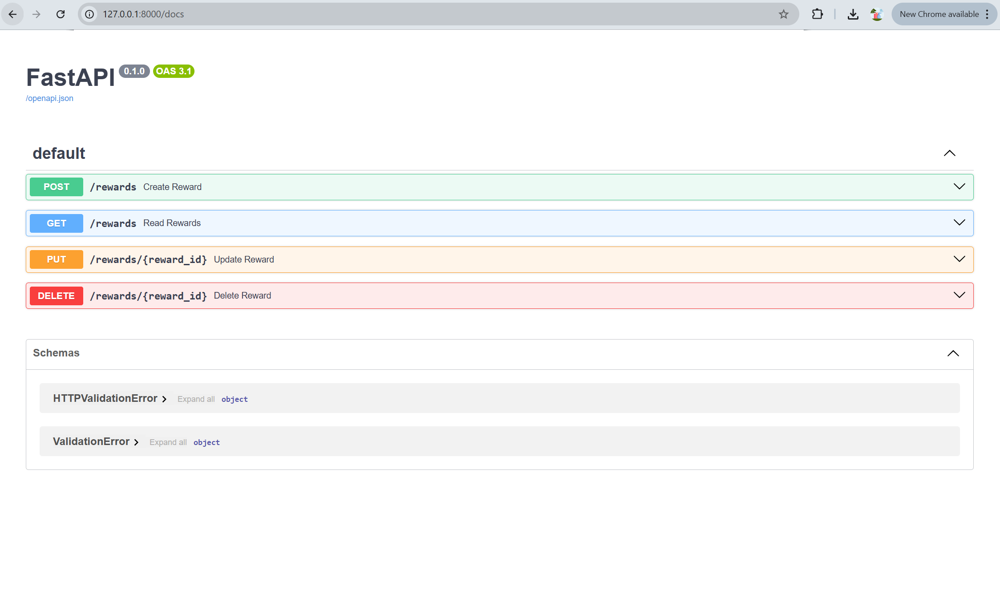 127.0.0.1:8000/docs
New Chrome available
FastAPI 0.1.0 OAS 3.1
/openapi.json
default
POST /rewards Create Reward
GET /rewards Read Rewards
PUT /rewards/{reward_id} Update Reward
DELETE /rewards/{reward_id} Delete Reward
Schemas
HTTPValidationError Expand all object
ValidationError Expand all object